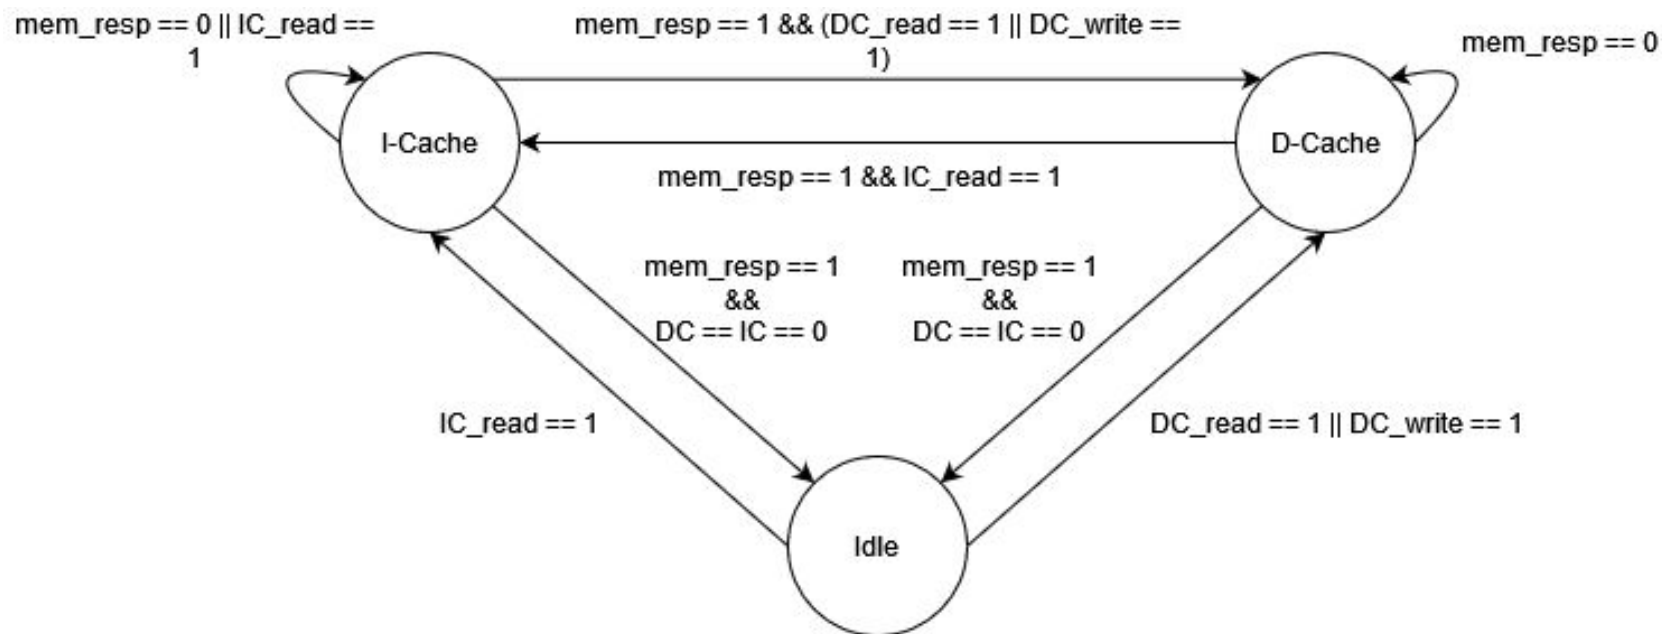 mem_resp == 0 || IC_read ==
1
mem_resp == 1 && (DC_read == 1 || DC_write ==
1)
mem_resp == 0
I-Cache
D-Cache
mem_resp == 1 && IC_read == 1
mem_resp == 1
&&
DC == IC == 0
mem_resp == 1
&&
DC == IC == 0
IC_read == 1
DC_read == 1 || DC_write == 1
Idle